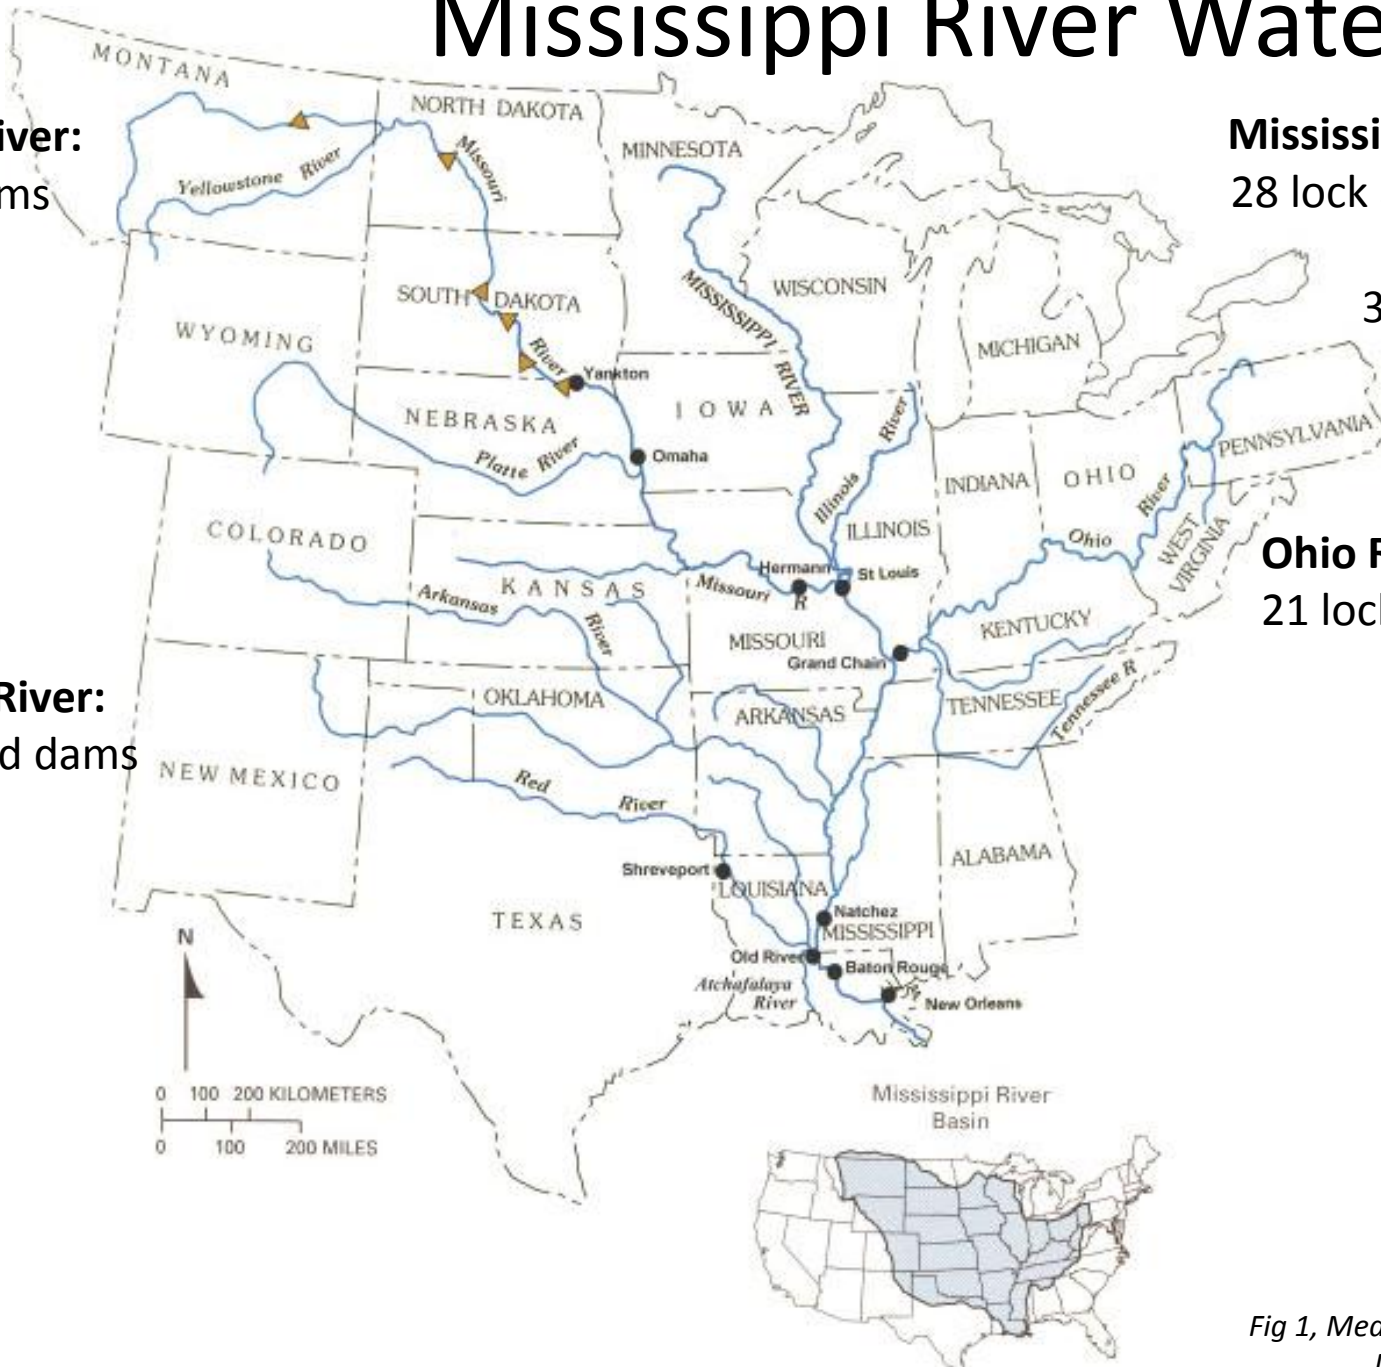 Mississippi River Wate
MONTANA
NORTH DAKOTA
MINNESOTA
iver:
ms
Mississi
28 lock
3
Yellowstone River
Missouri
River
MISSISSIPPI RIVER
WISCONSIN
SOUTH DAKOTA
WYOMING
MICHIGAN
Yankton
IOWA
NEBRASKA
Platte River
Omaha
Illinois River
PENNSYLVANIA
INDIANA
OHIO
Ohio River
WEST
VIRGINIA
ILLINOIS
COLORADO
Ohio R
21 lock
Hermann
St Louis
KANSAS
Missouri
R
Arkansas
River
MISSOURI
KENTUCKY
Grand Chain
River:
d dams
OKLAHOMA
ARKANSAS
TENNESSEE
Tennessee R
NEW MEXICO
Red River
ALABAMA
Shreveport
LOUISIANA
TEXAS
Natchez
MISSISSIPPI
N
Old River
Baton Rouge
Atchafalaya
River
New Orleans
0 100 200 KILOMETERS
0 100 200 MILES
Mississippi River
Basin
Fig 1, Mea